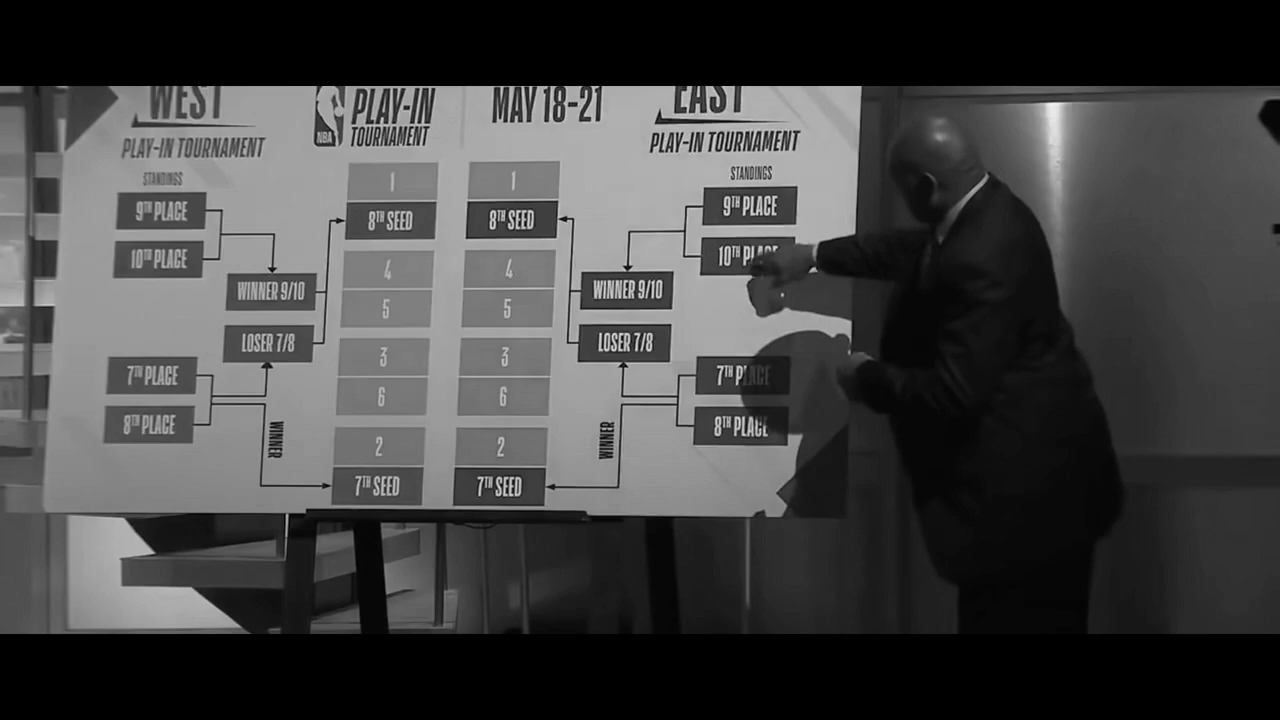 WEST
PLAY-IN TOURNAMENT
STANDINGS
9TH PLACE
10TH PLACE
WINNER 9/10
LOSER 7/8
7TH PLACE
8TH PLACE
WINNER
NBA
PLAY-IN
TOURNAMENT
1
8TH SEED
4
5
3
6
2
7TH SEED
MAY 18-21
1
8TH SEED
4
5
3
6
2
7TH SEED
EAST
PLAY-IN TOURNAMENT
STANDINGS
9TH PLACE
10TH PLACE
WINNER 9/10
LOSER 7/8
7TH PLACE
8TH PLACE
WINNER